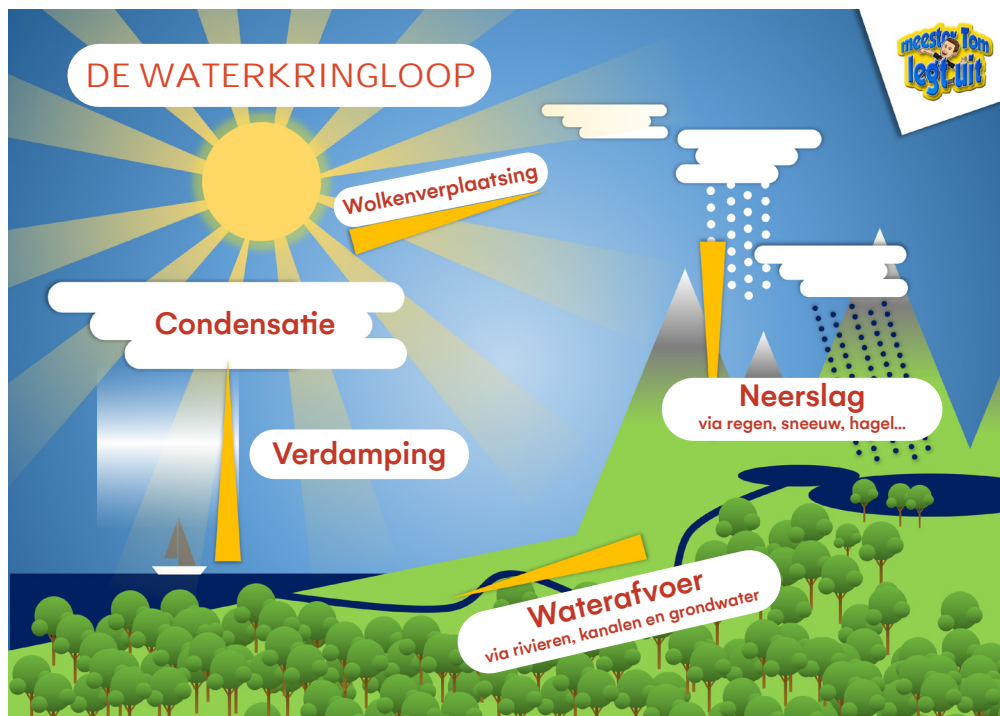 DE WATERKRINGLOOP
meester Tom
legt uit
Wolkenverplaatsing
Condensatie
Neerslag
via regen, sneeuw, hagel...
Verdamping
Waterafvoer
via rivieren, kanalen en grondwater